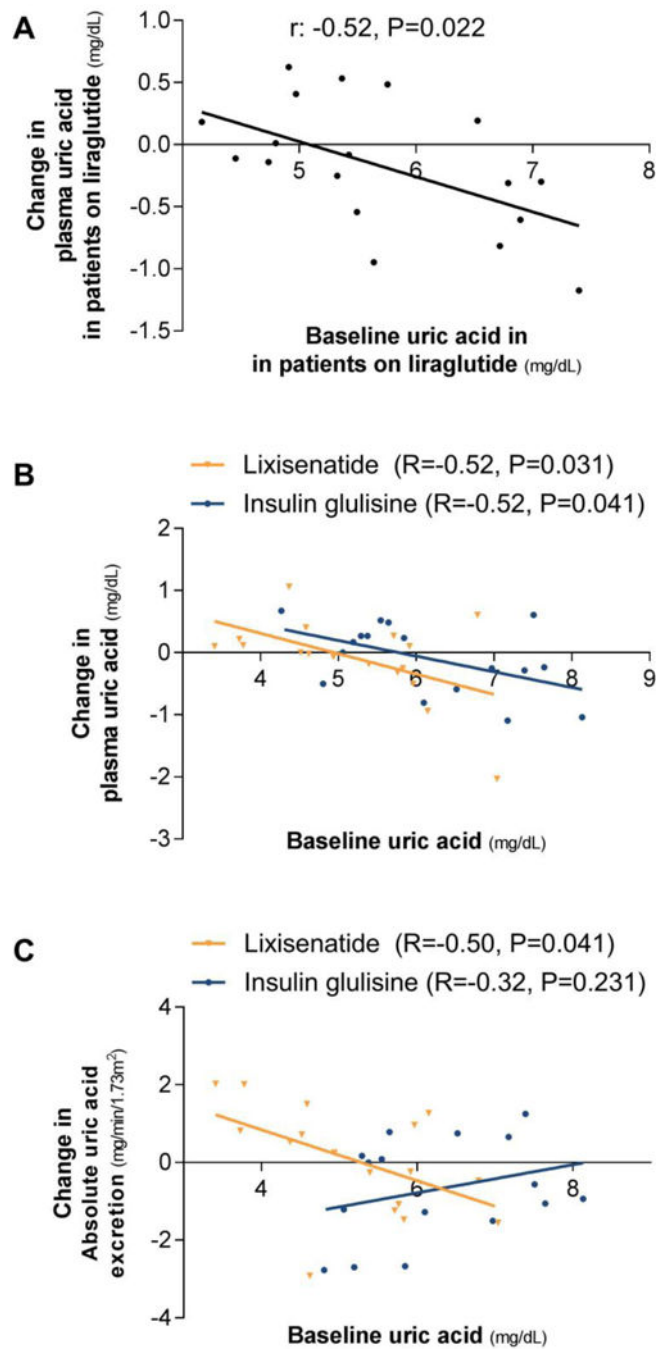 A
r: -0.52, P=0.022
Change in
plasma uric acid
in patients on liraglutide (mg/dL)
1.0
0.5
0.0
-0.5
-1.0
-1.5
5
6
7
8
Baseline uric acid in
in patients on liraglutide (mg/dL)
B
Lixisenatide (R=-0.52, P=0.031)
Insulin glulisine (R=-0.52, P=0.041)
Change in
plasma uric acid (mg/dL)
2
1
0
-1
-2
-3
4
5
6
7
8
9
Baseline uric acid (mg/dL)
C
Lixisenatide (R=-0.50, P=0.041)
Insulin glulisine (R=-0.32, P=0.231)
Change in
Absolute uric acid
excretion (mg/min/1.73m²)
4
2
0
-2
-4
4
6
8
Baseline uric acid (mg/dL)